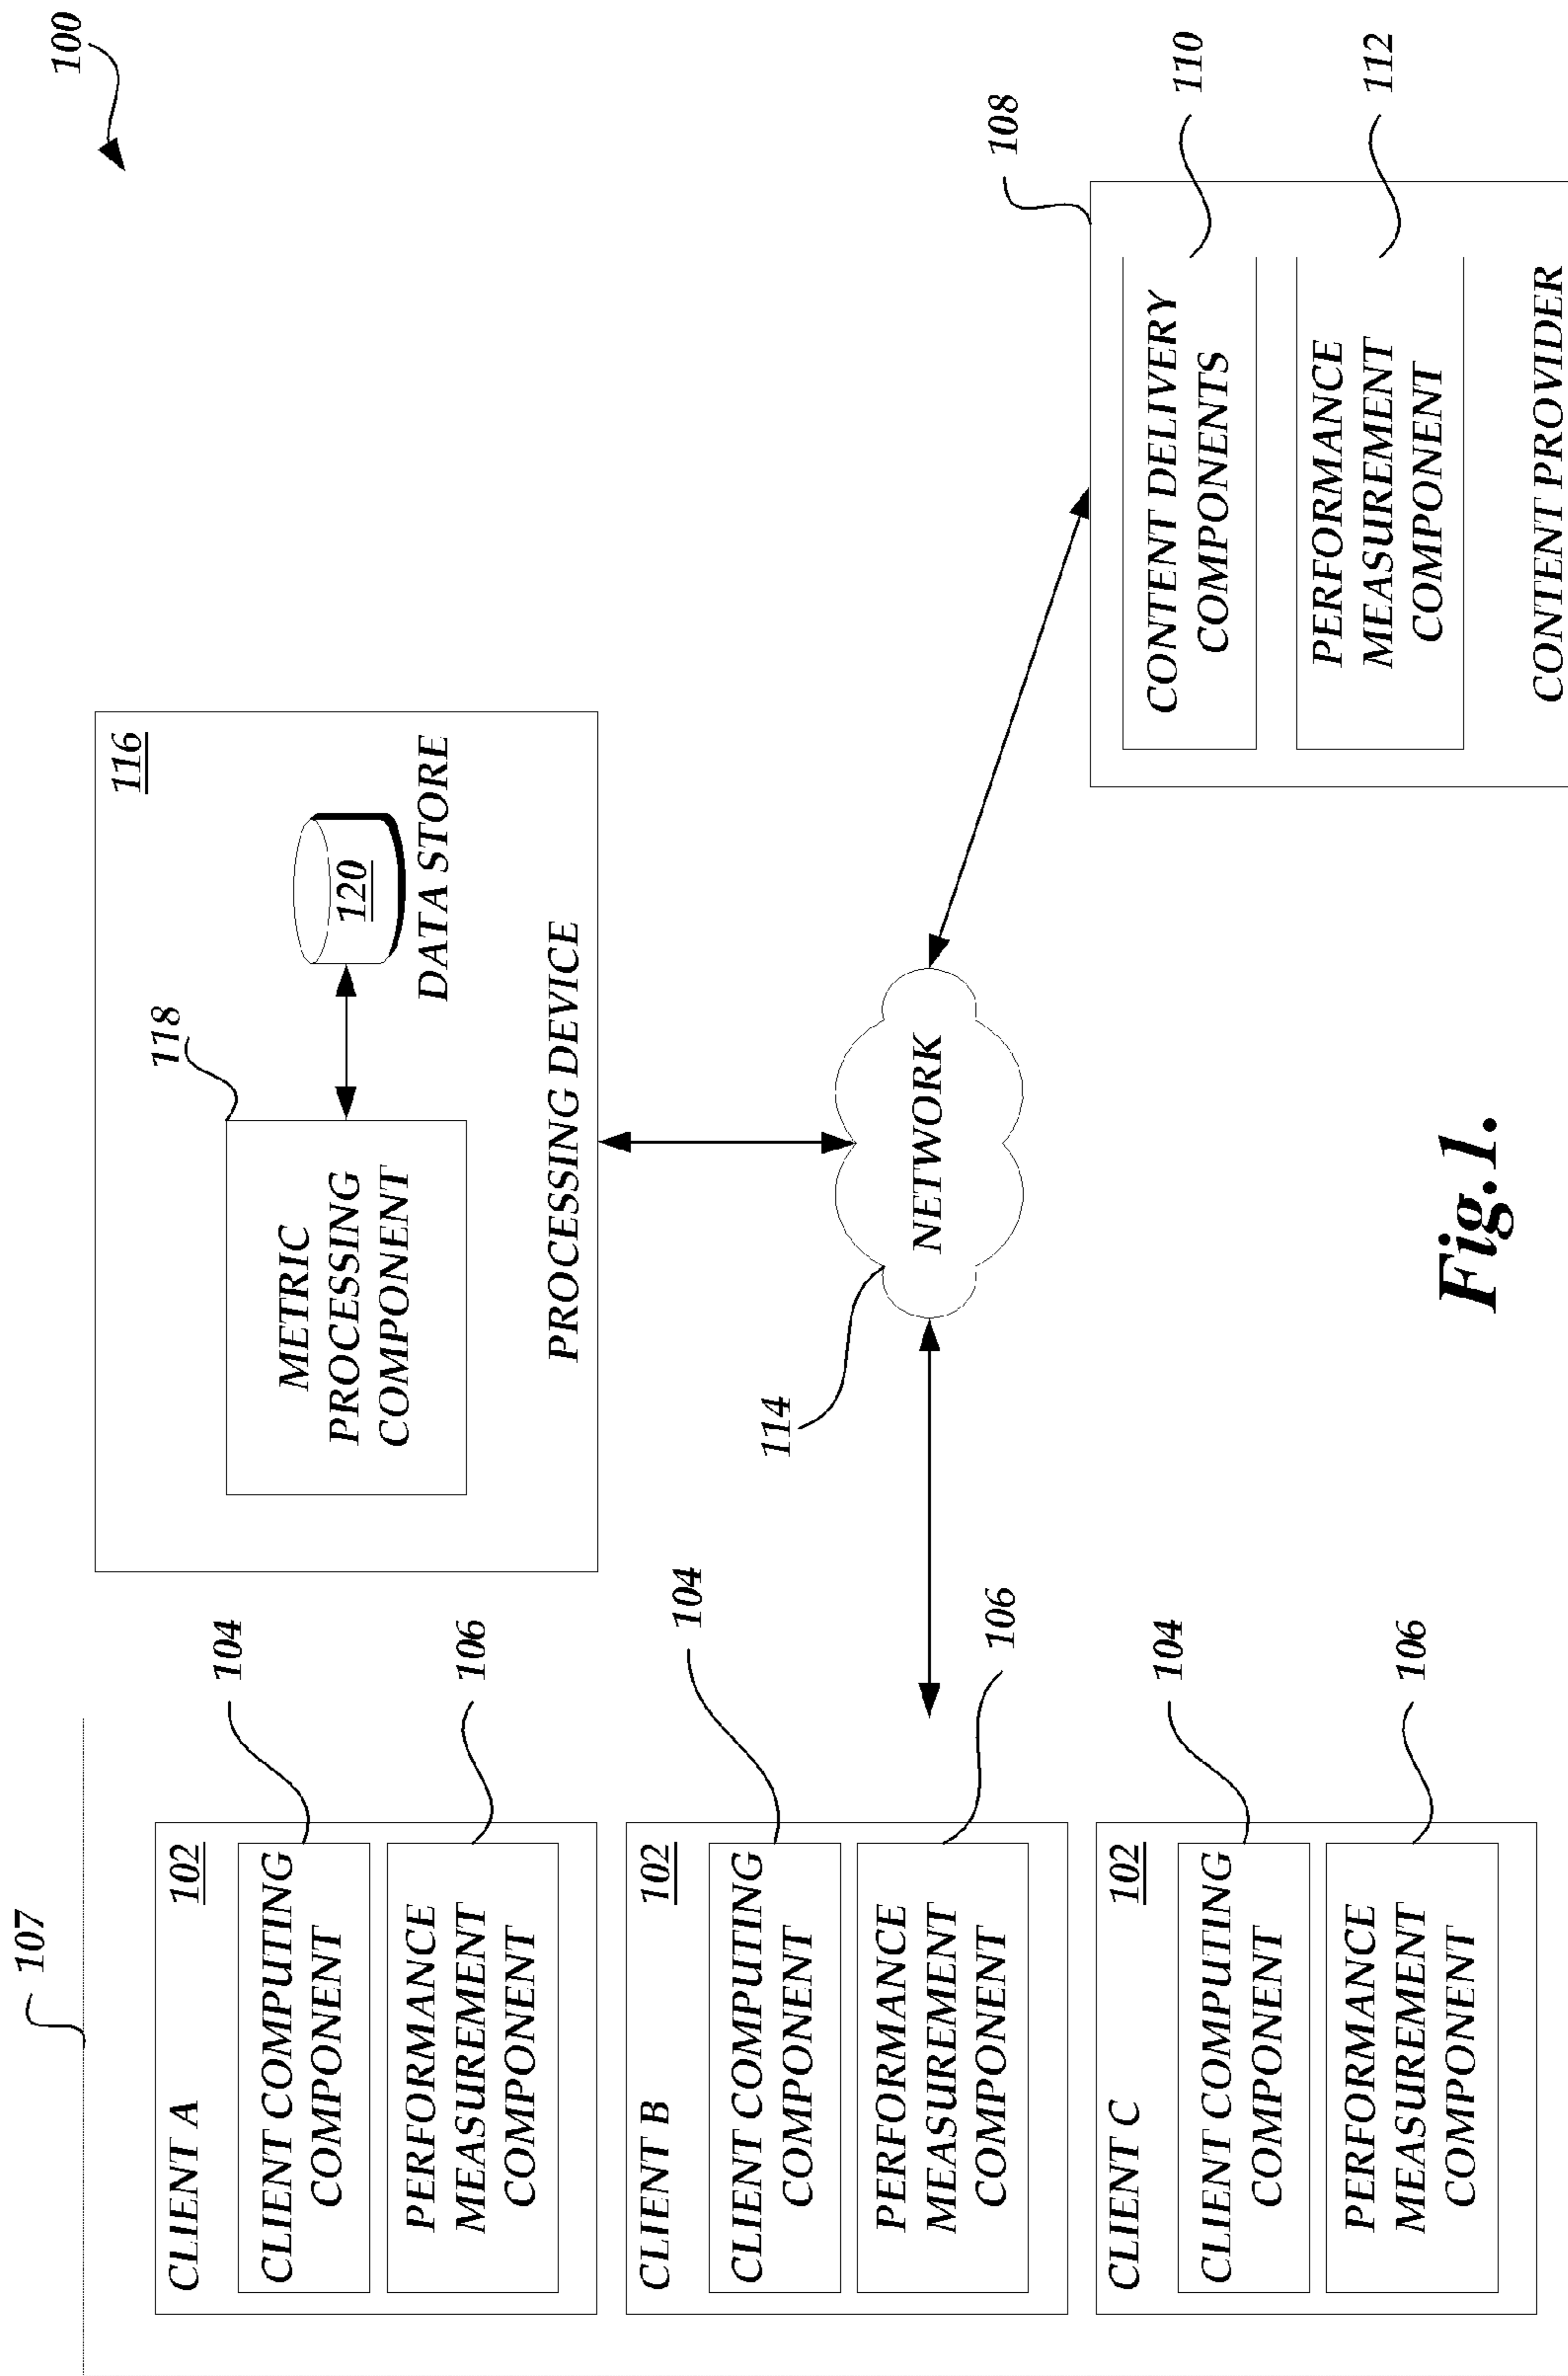 100
107
CLIENT A
102
CLIENT COMPUTING
COMPONENT
104
PERFORMANCE
MEASUREMENT
COMPONENT
106
CLIENT B
102
CLIENT COMPUTING
COMPONENT
104
PERFORMANCE
MEASUREMENT
COMPONENT
106
CLIENT C
102
CLIENT COMPUTING
COMPONENT
104
PERFORMANCE
MEASUREMENT
COMPONENT
106
116
118
METRIC
PROCESSING
COMPONENT
120
DATA STORE
PROCESSING DEVICE
114
NETWORK
108
CONTENT DELIVERY
COMPONENTS
110
PERFORMANCE
MEASUREMENT
COMPONENT
112
CONTENT PROVIDER
Fig.1.